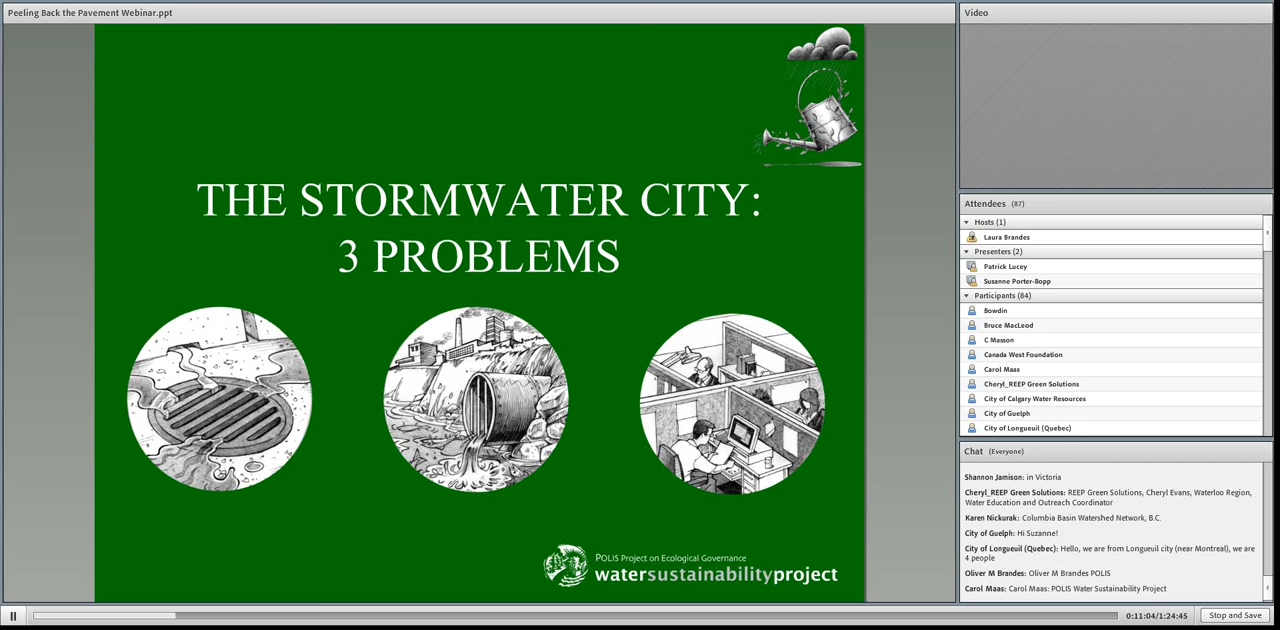 Peeling Back the Pavement Webinar.ppt
THE STORMWATER CITY:
3 PROBLEMS
POLIS Project on Ecological Governance
watersustainabilityproject
Video
Attendees (87)
Hosts (1)
Laura Brandes
Presenters (2)
Patrick Lucey
Susanne Porter-Bopp
Participants (84)
Bowdin
Bruce MacLeod
C Masson
Canada West Foundation
Carol Maas
Cheryl_REEP Green Solutions
City of Calgary Water Resources
City of Guelph
City of Longueuil (Quebec)
Chat (Everyone)
Shannon Jamison: in Victoria
Cheryl_REEP Green Solutions: REEP Green Solutions, Cheryl Evans, Waterloo Region,
Water Education and Outreach Coordinator
Karen Nickurak: Columbia Basin Watershed Network, B.C.
City of Guelph: Hi Suzanne!
City of Longueuil (Quebec): Hello, we are from Longueuil city (near Montreal), we are
4 people
Oliver M Brandes: Oliver M Brandes POLIS
Carol Maas: Carol Maas: POLIS Water Sustainability Project
0:11:04/1:24:45
Stop and Save